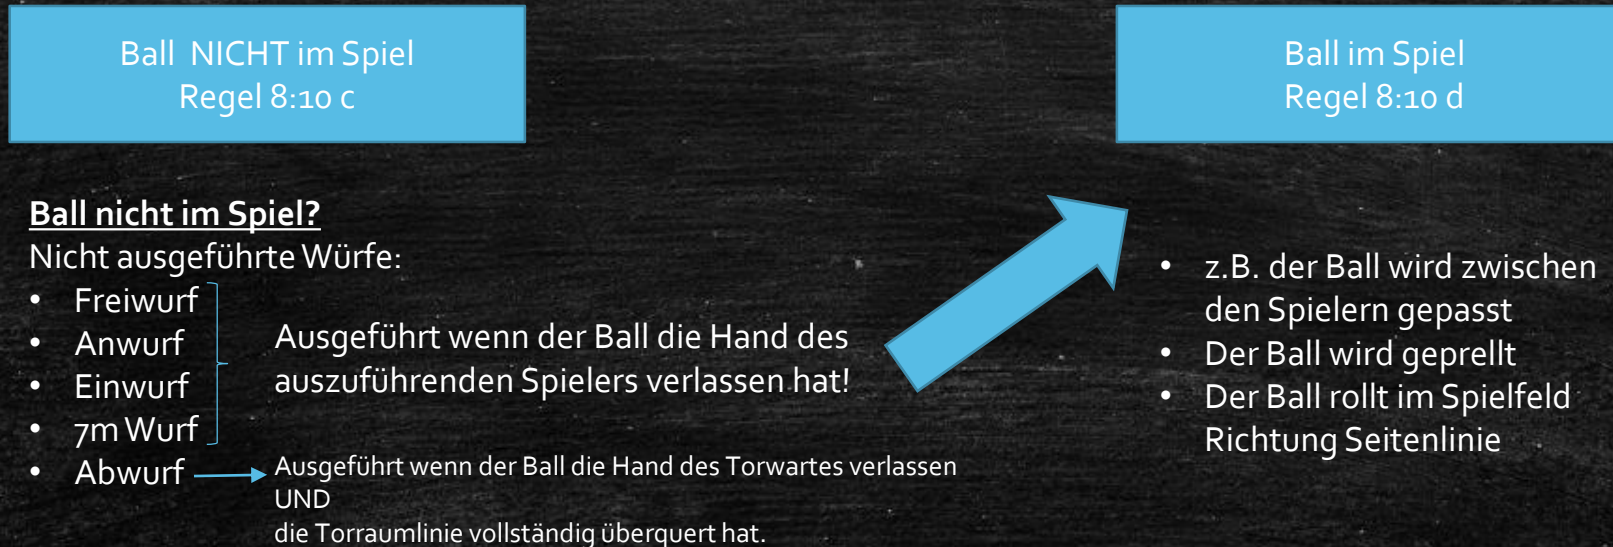 Ball NICHT im Spiel
Regel 8:10 c
Ball im Spiel
Regel 8:10 d
Ball nicht im Spiel?
Nicht ausgeführte Würfe:
• Freiwurf
• Anwurf
• Einwurf
• 7m Wurf
• Abwurf
Ausgeführt wenn der Ball die Hand des
auszuführenden Spielers verlassen hat!
Ausgeführt wenn der Ball die Hand des Torwartes verlassen
UND
die Torraumlinie vollständig überquert hat.
• z.B. der Ball wird zwischen
den Spielern gepasst
• Der Ball wird geprellt
• Der Ball rollt im Spielfeld
Richtung Seitenlinie